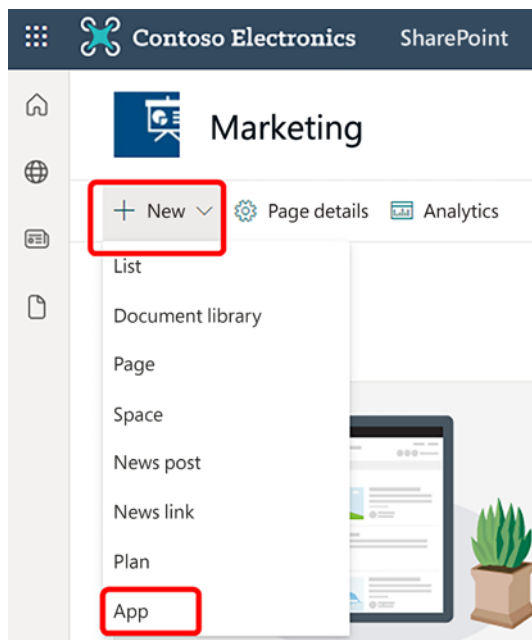 Contoso Electronics SharePoint
Marketing
New Page details Analytics
List
Document library
Page
Space
News post
News link
Plan
App